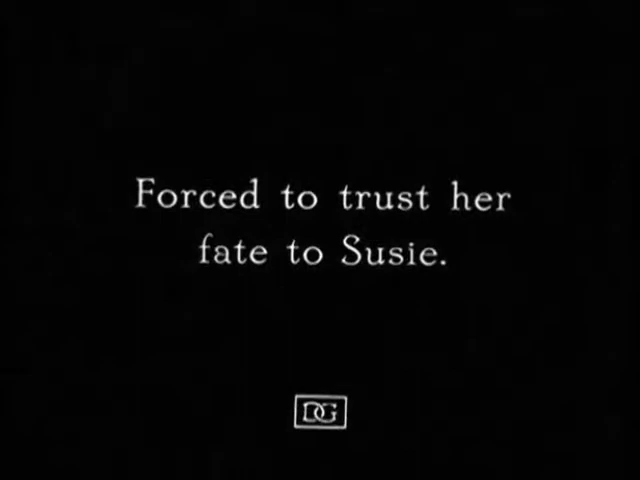 Forced to trust her
fate to Susie.
DG